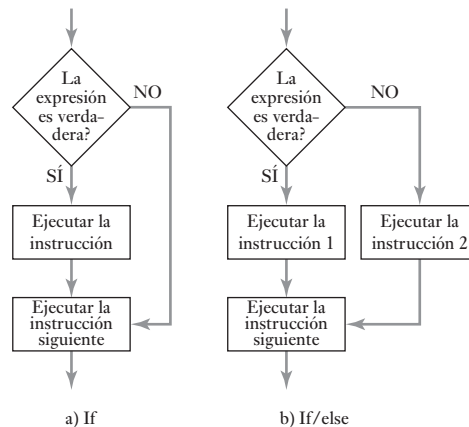 La
expresión
es verda-
dera?
NO
SÍ
Ejecutar la
instrucción
Ejecutar la
instrucción
siguiente
a) If
La
expresión
es verda-
dera?
NO
SÍ
Ejecutar la
instrucción 1
Ejecutar la
instrucción 2
Ejecutar la
instrucción
siguiente
b) If/else